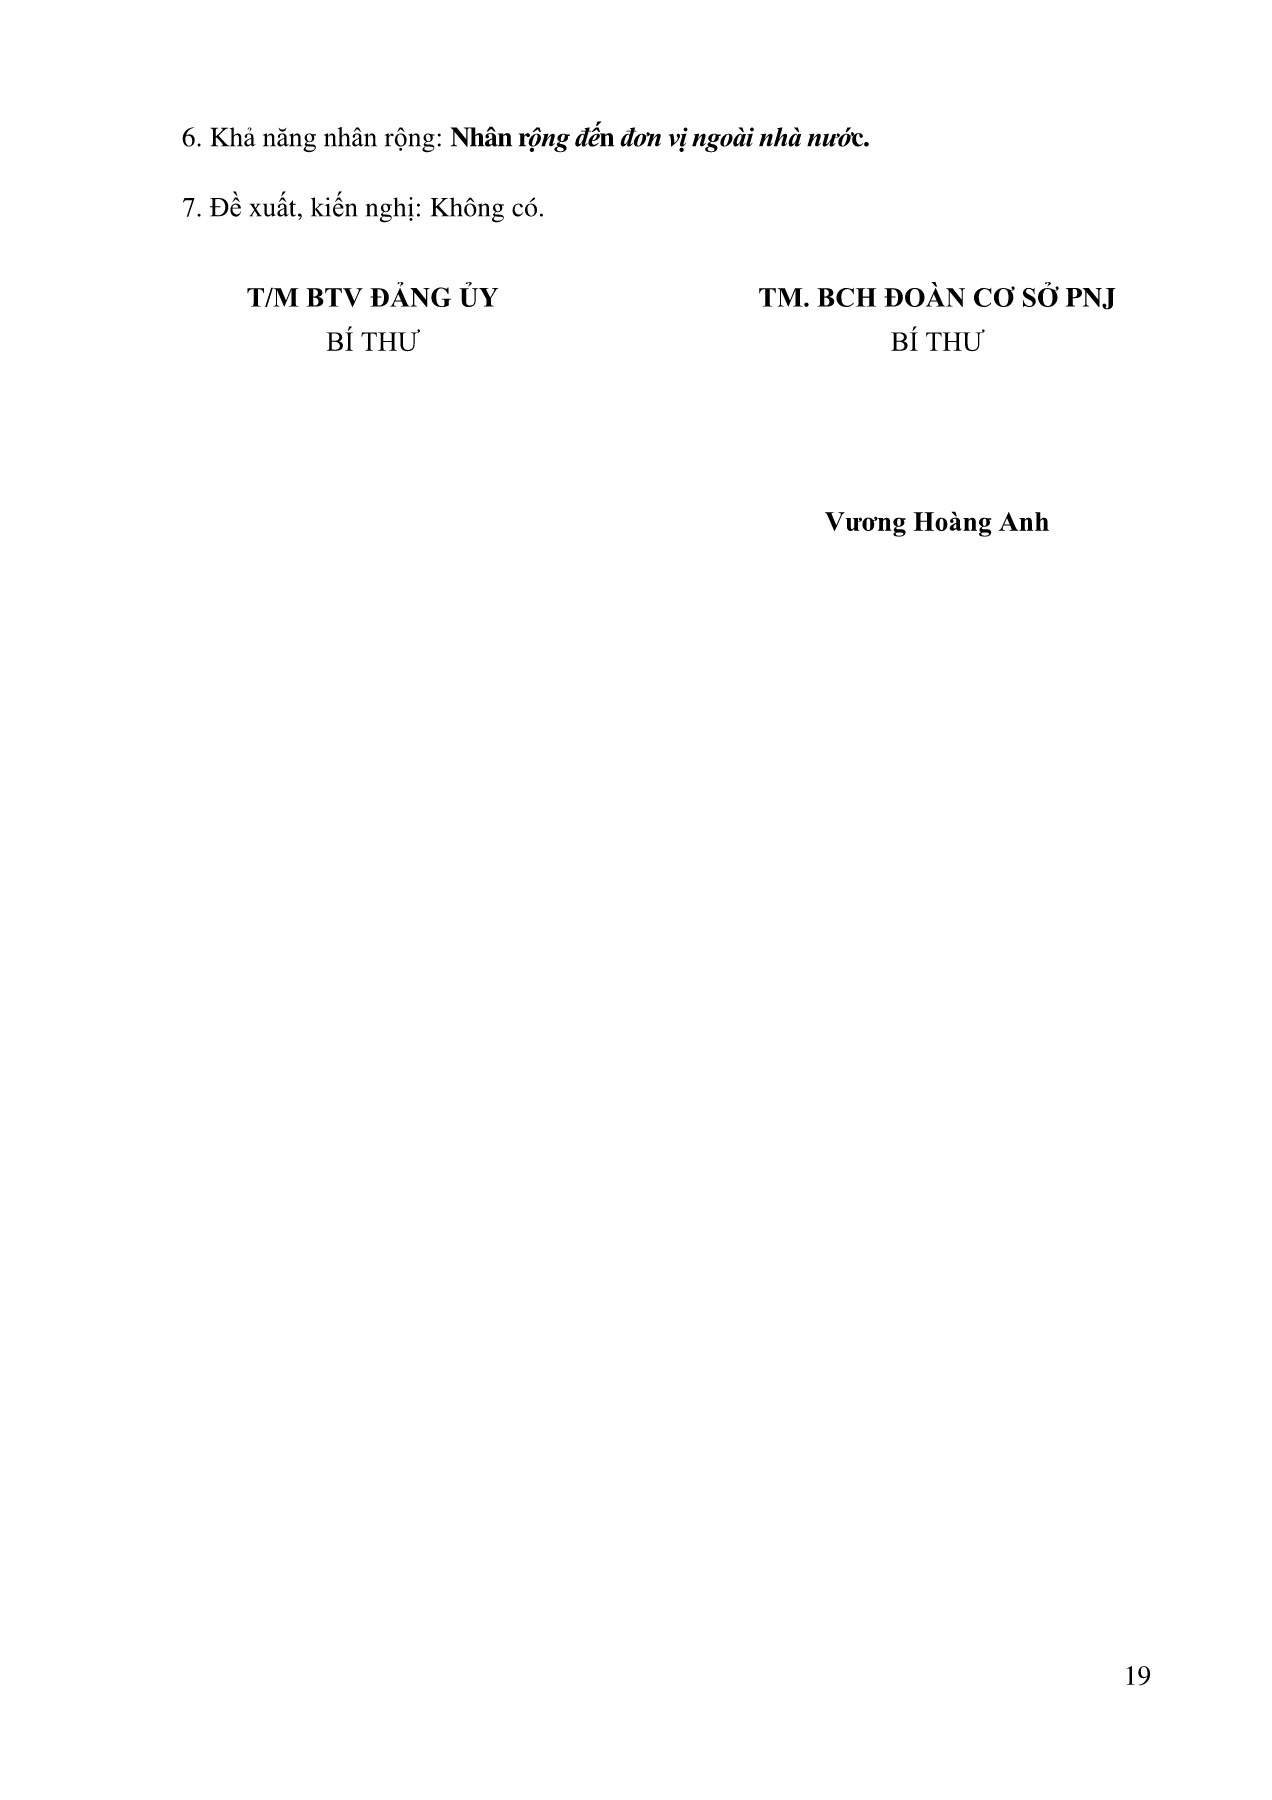 6. Khả năng nhân rộng: Nhân rộng đến đơn vị ngoài nhà nước.
7. Đề xuất, kiến nghị: Không có.
T/M BTV ĐẢNG ỦY
BÍ THƯ
TM. BCH ĐOÀN CƠ SỞ PNJ
BÍ THƯ
Vương Hoàng Anh
19